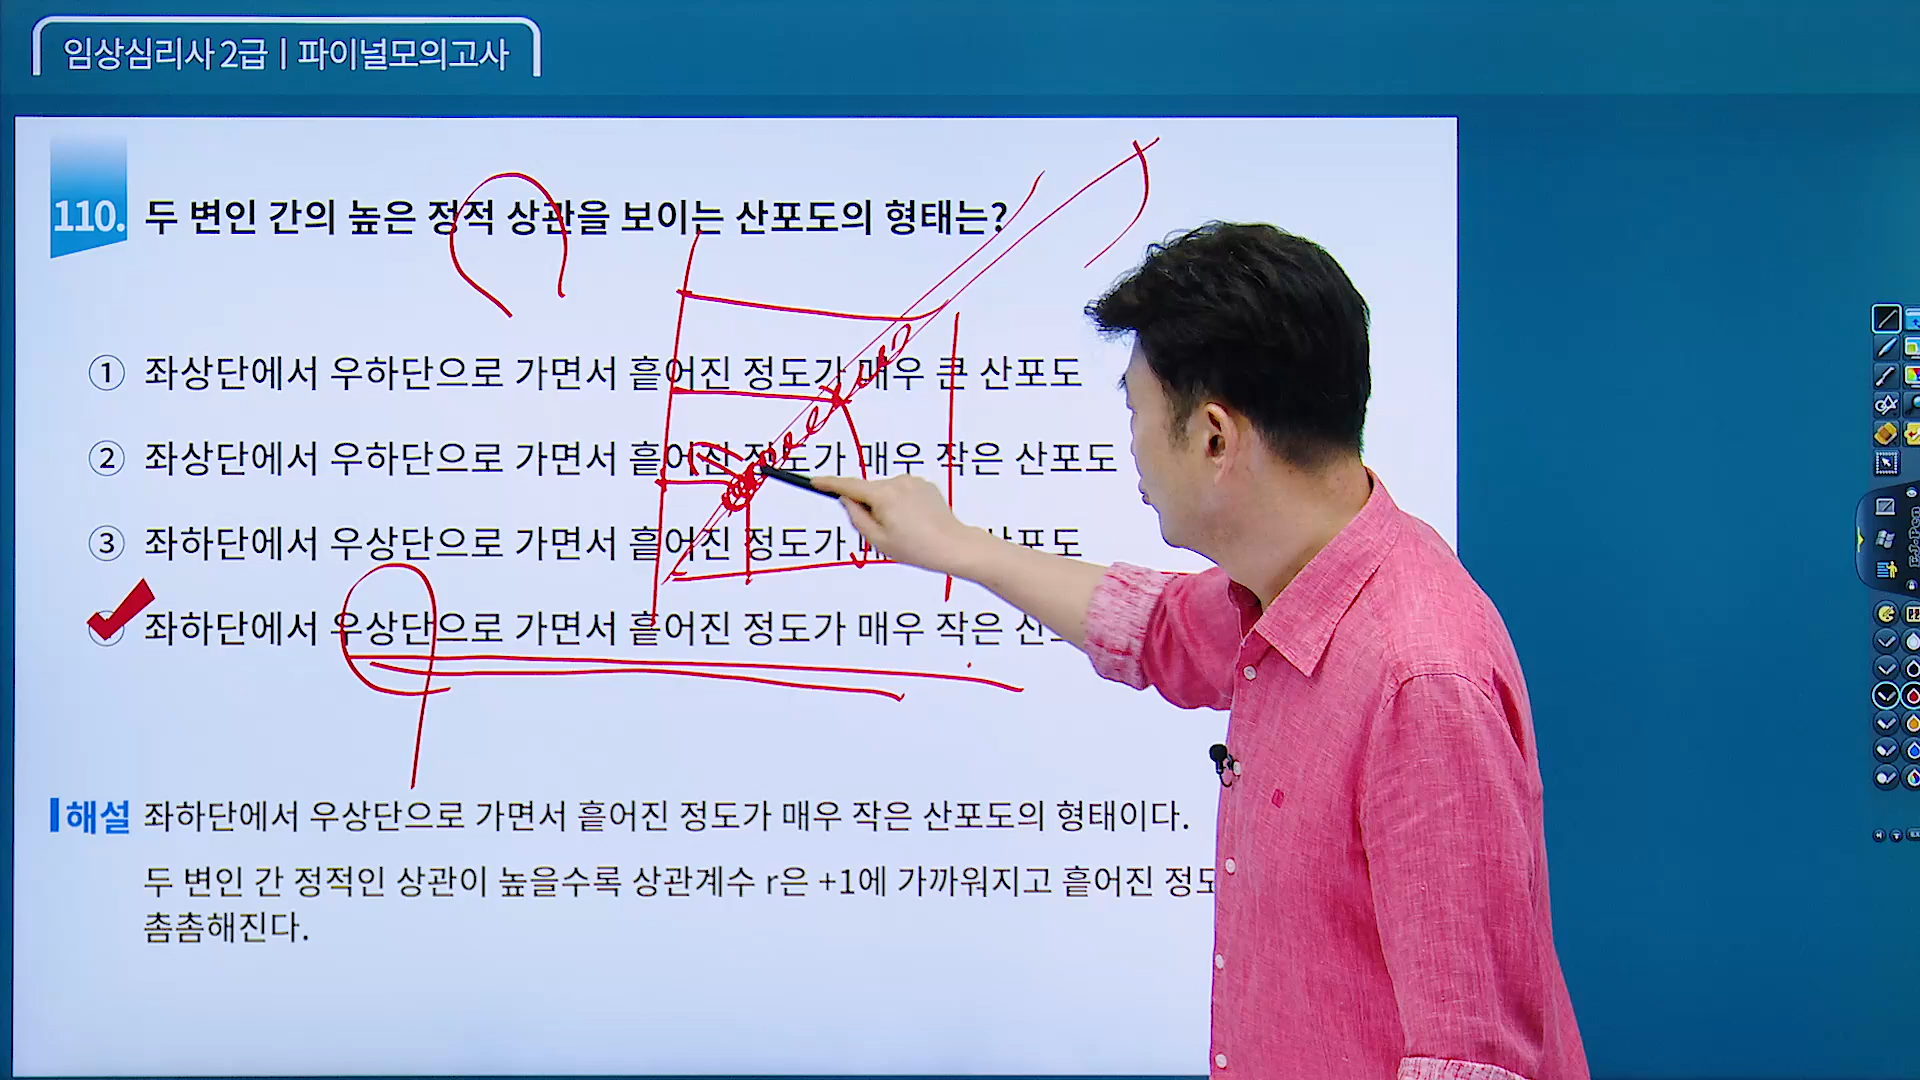 임상심리사 2급 | 파이널모의고사
110. 두 변인 간의 높은 정적 상관을 보이는 산포도의 형태는?
① 좌상단에서 우하단으로 가면서 흩어진 정도가 매우 큰 산포도
② 좌상단에서 우하단으로 가면서 흩어진 정도가 매우 작은 산포도
③ 좌하단에서 우상단으로 가면서 흩어진 정도가 산포도
좌하단에서 우상단으로 가면서 흩어진 정도가 매우 작은
해설 좌하단에서 우상단으로 가면서 흩어진 정도가 매우 작은 산포도의 형태이다.
두 변인 간 정적인 상관이 높을수록 상관계수 r은 +1에 가까워지고 흩어진
촘촘해진다.